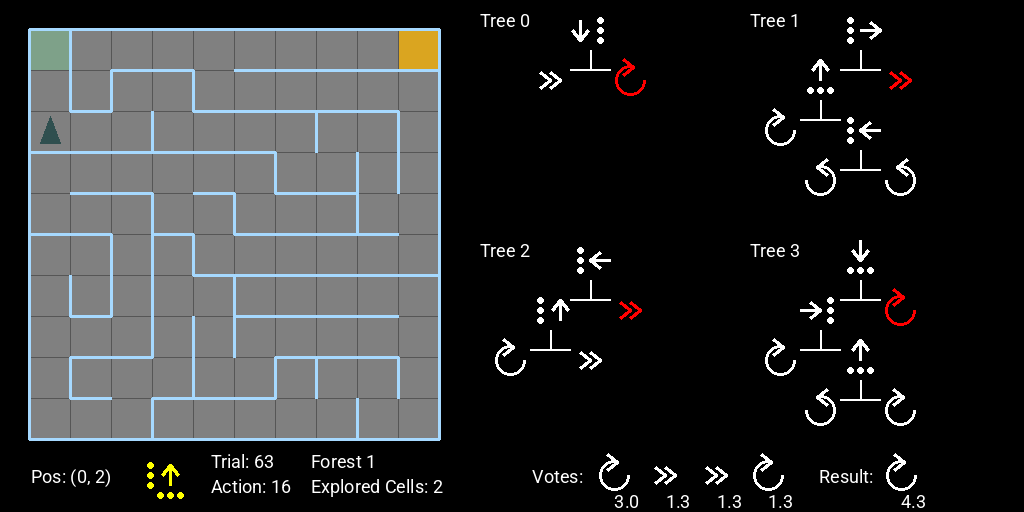 Tree 0
Tree 1
Tree 2
Tree 3
Pos: (0, 2)
Trial: 63
Forest 1
Action: 16
Explored Cells: 2
Votes:
3.0
1.3
1.3
1.3
Result:
4.3